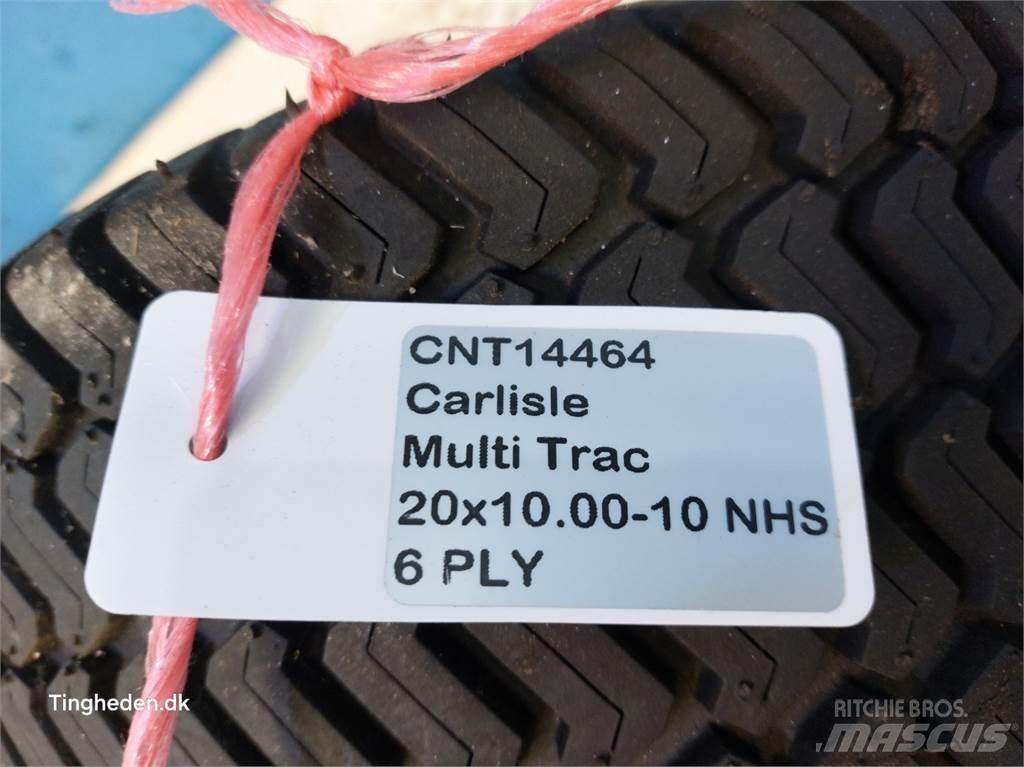 CNT14464
Carlisle
Multi Trac
20x10.00-10 NHS
6 PLY
Tingheden.dk
RITCHIE BROS.
MASCUS